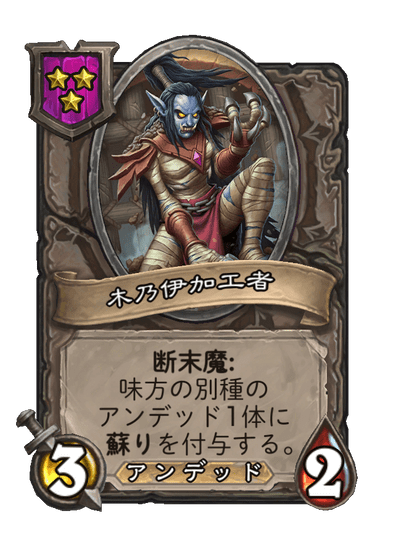 木乃伊加工者
断末魔:
味方の別種の
アンデッド1体に
蘇りを付与する。
3
アンデッド
2